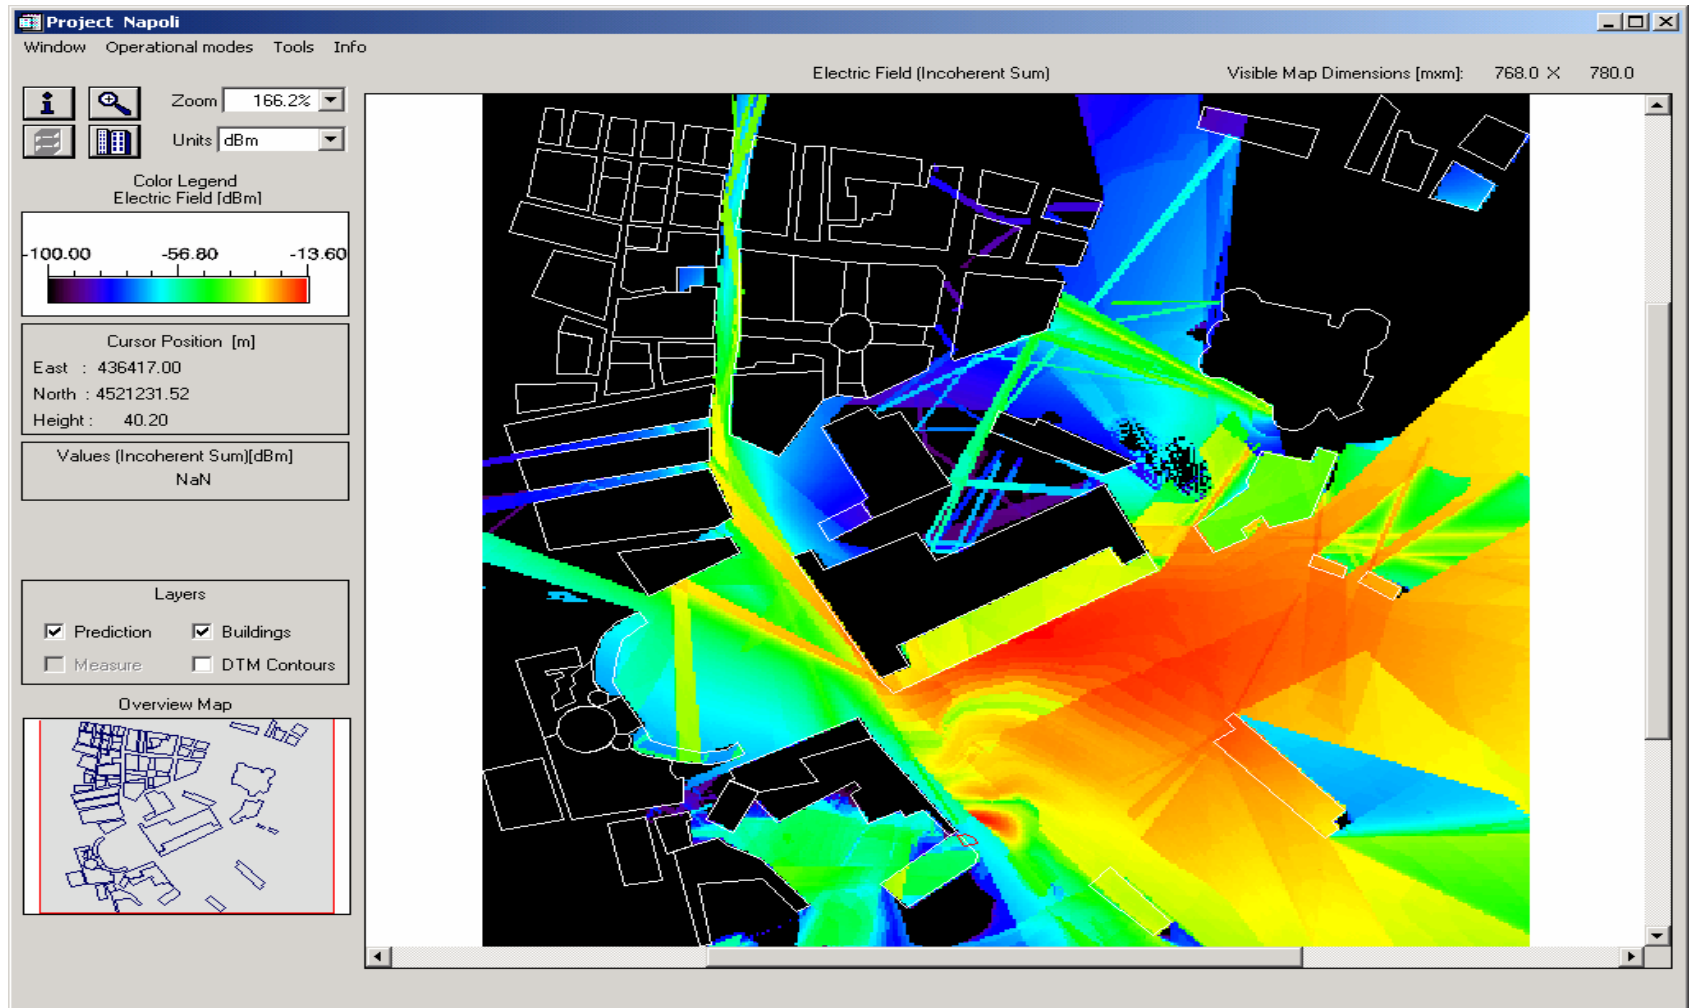 Project Napoli
Window Operational modes Tools Info
Electric Field (Incoherent Sum) Visible Map Dimensions [mxm]: 768.0 X 780.0
Zoom 166.2%
Units dBm
Color Legend
Electric Field [dBm]
-100.00 -56.80 -13.60
Cursor Position [m]
East : 436417.00
North : 4521231.52
Height : 40.20
Values (Incoherent Sum)[dBm]
NaN
Layers
Prediction Buildings
Measure DTM Contours
Overview Map